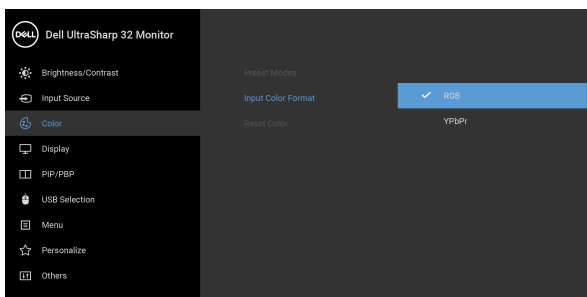 DELL Dell UltraSharp 32 Monitor
Brightness/Contrast
Input Source
Color
Display
PIP/PBP
USB Selection
Menu
Personalize
Others
Preset Modes
Input Color Format
Reset Color
RGB
YPbPr